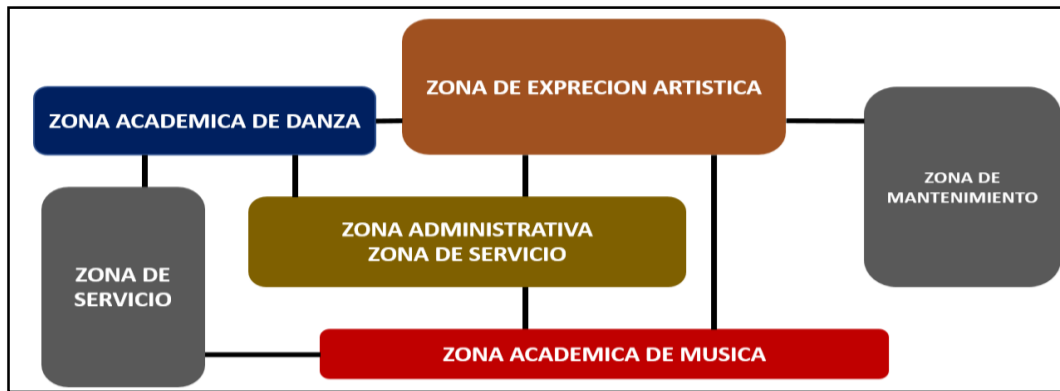 ZONA DE EXPRECION ARTISTICA
ZONA ACADEMICA DE DANZA
ZONA DE
MANTENIMIENTO
ZONA ADMINISTRATIVA
ZONA DE SERVICIO
ZONA DE
SERVICIO
ZONA ACADEMICA DE MUSICA